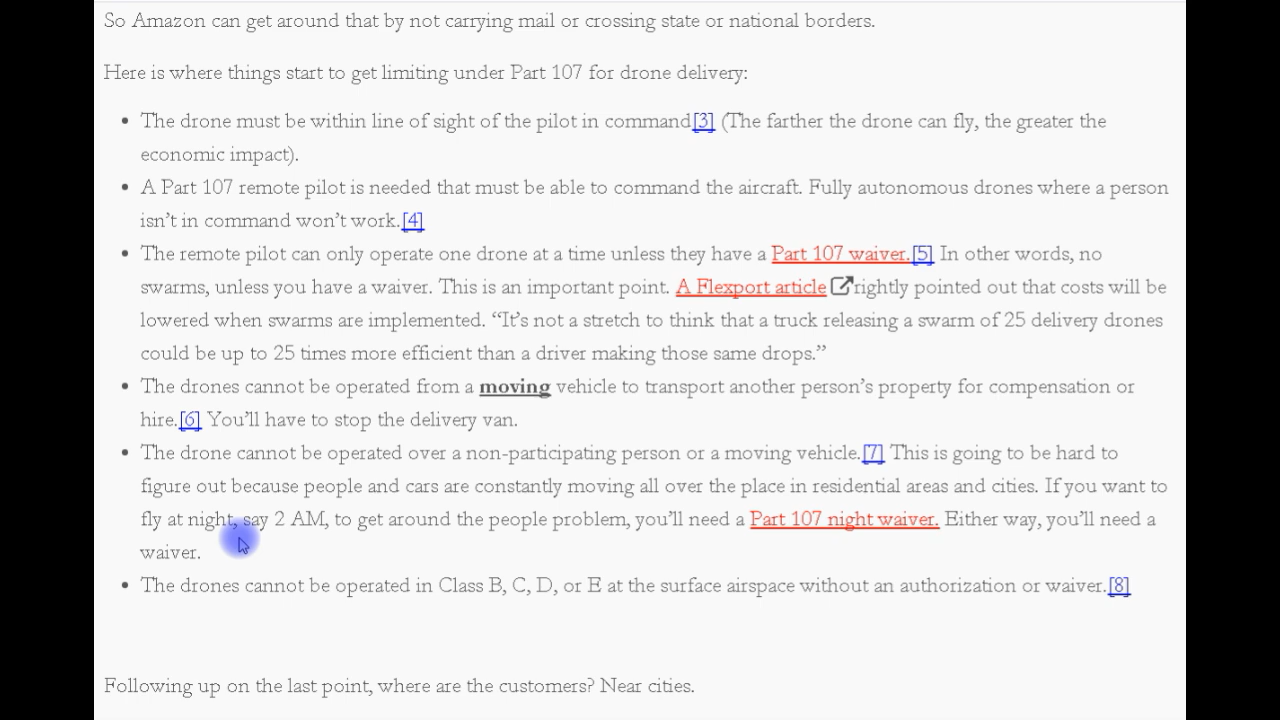 So Amazon can get around that by not carrying mail or crossing state or national borders.
Here is where things start to get limiting under Part 107 for drone delivery:
• The drone must be within line of sight of the pilot in command[3] (The farther the drone can fly, the greater the
economic impact).
• A Part 107 remote pilot is needed that must be able to command the aircraft. Fully autonomous drones where a person
isn't in command won't work.[4]
• The remote pilot can only operate one drone at a time unless they have a Part 107 waiver.[5] In other words, no
swarms, unless you have a waiver. This is an important point. A Flexport article rightly pointed out that costs will be
lowered when swarms are implemented. “It's not a stretch to think that a truck releasing a swarm of 25 delivery drones
could be up to 25 times more efficient than a driver making those same drops.”
• The drones cannot be operated from a moving vehicle to transport another person's property for compensation or
hire.[6] You'll have to stop the delivery van.
• The drone cannot be operated over a non-participating person or a moving vehicle.[7] This is going to be hard to
figure out because people and cars are constantly moving all over the place in residential areas and cities. If you want to
fly at night, say 2 AM, to get around the people problem, you'll need a Part 107 night waiver. Either way, you'll need a
waiver.
• The drones cannot be operated in Class B, C, D, or E at the surface airspace without an authorization or waiver.[8]
Following up on the last point, where are the customers? Near cities.